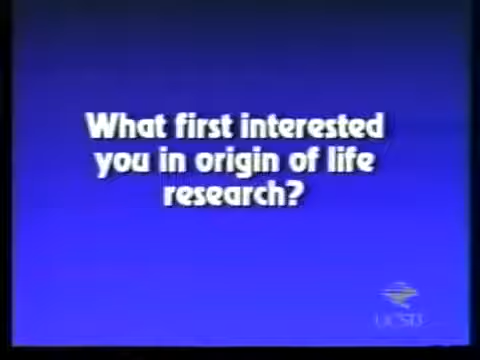 What first interested
you in origin of life
research?
UCSD